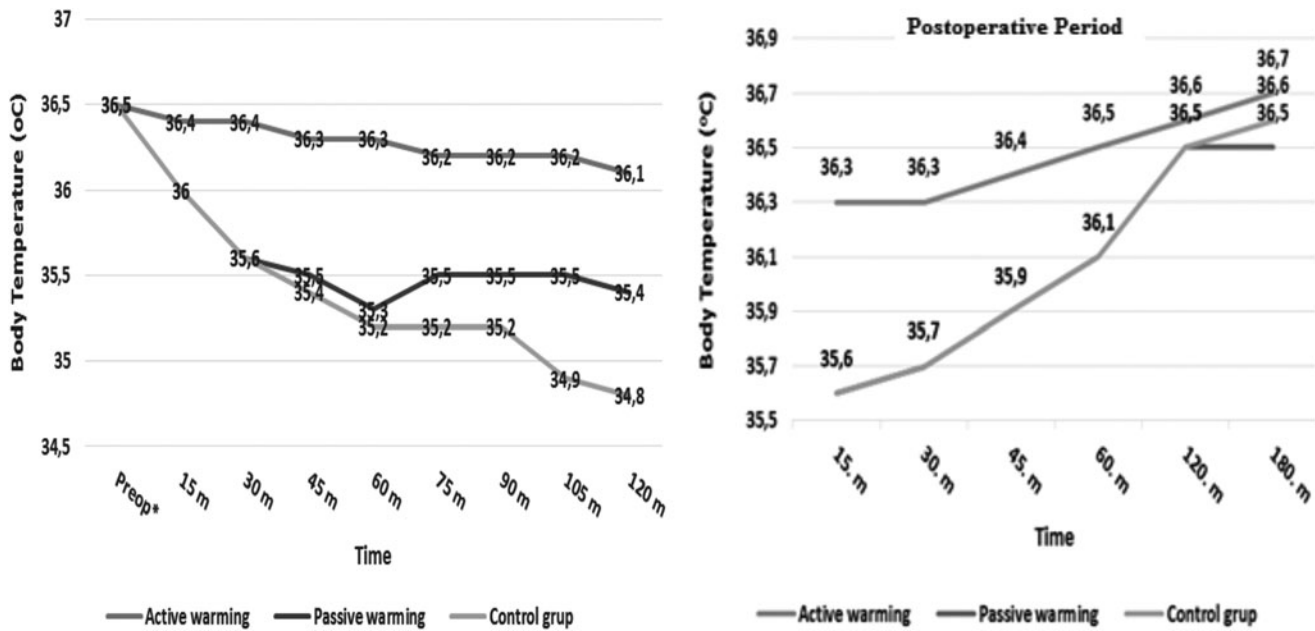 37
36,5
36
35,5
35
34,5
Body Temperature (oC)
36,5
36,4
36,4
36,3
36,3
36,2
36,2
36,2
36,1
36
35,6
35,5
35,3
35,5
35,5
35,5
35,4
35,4
35,2
35,2
35,2
34,9
34,8
Preop*
15 m
30 m
45 m
60 m
75 m
90 m
105 m
120 m
Time
Active warming Passive warming Control grup
Postoperative Period
36,9
36,7
36,5
36,3
36,1
35,9
35,7
35,5
Body Temperature (°C)
36,3
36,3
36,4
36,5
36,6
36,7
36,5
36,6
36,5
35,6
35,7
35,9
36,1
15. m
30. m
45. m
60. m
120. m
180. m
Time
Active warming Passive warming Control grup